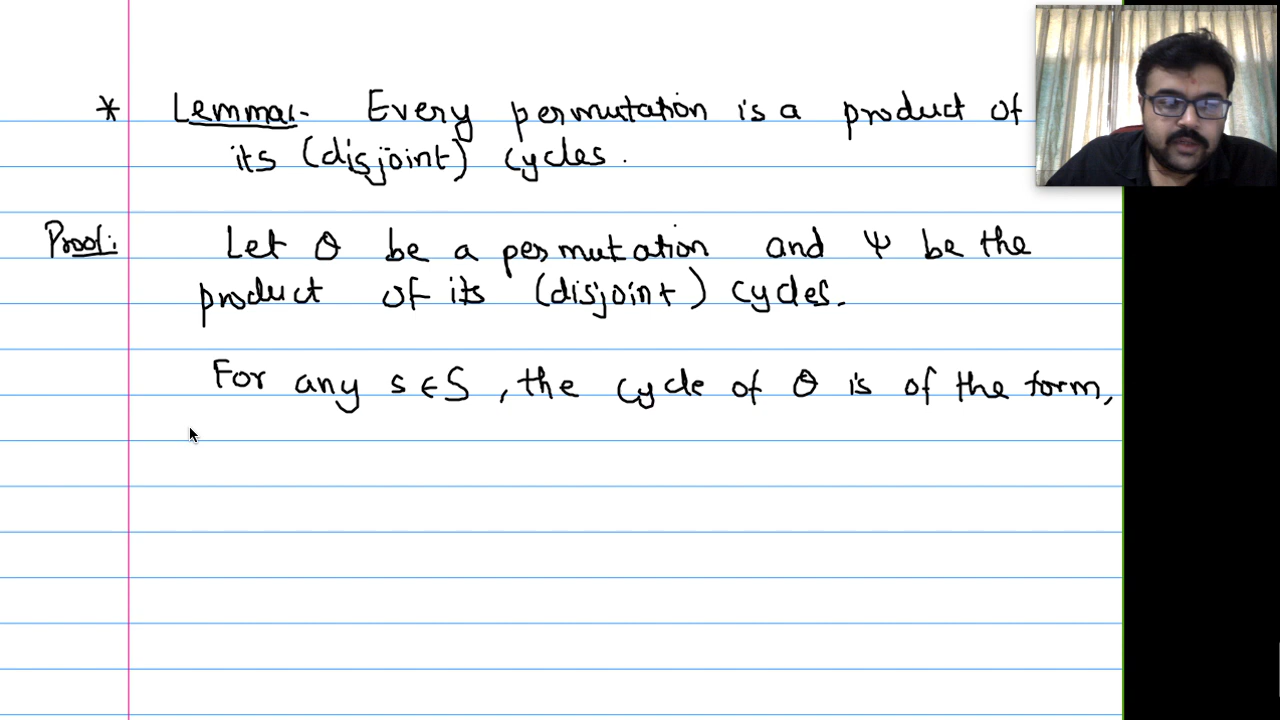 * Lemma:- Every permutation is a product of
its (disjoint) cycles.
Proof: Let θ be a permutation and ψ be the
product of its (disjoint) cycles.
For any s ∈ S, the cycle of θ is of the form,